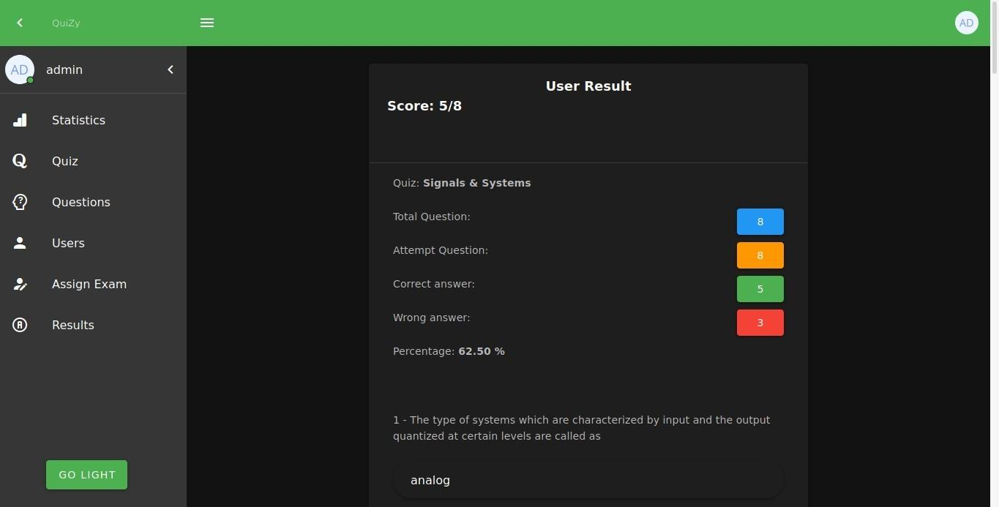 QuiZy
AD
AD
admin
Statistics
Quiz
Questions
Users
Assign Exam
Results
GO LIGHT
User Result
Score: 5/8
Quiz: Signals & Systems
Total Question:
8
Attempt Question:
8
Correct answer:
5
Wrong answer:
3
Percentage: 62.50 %
1 - The type of systems which are characterized by input and the output
quantized at certain levels are called as
analog